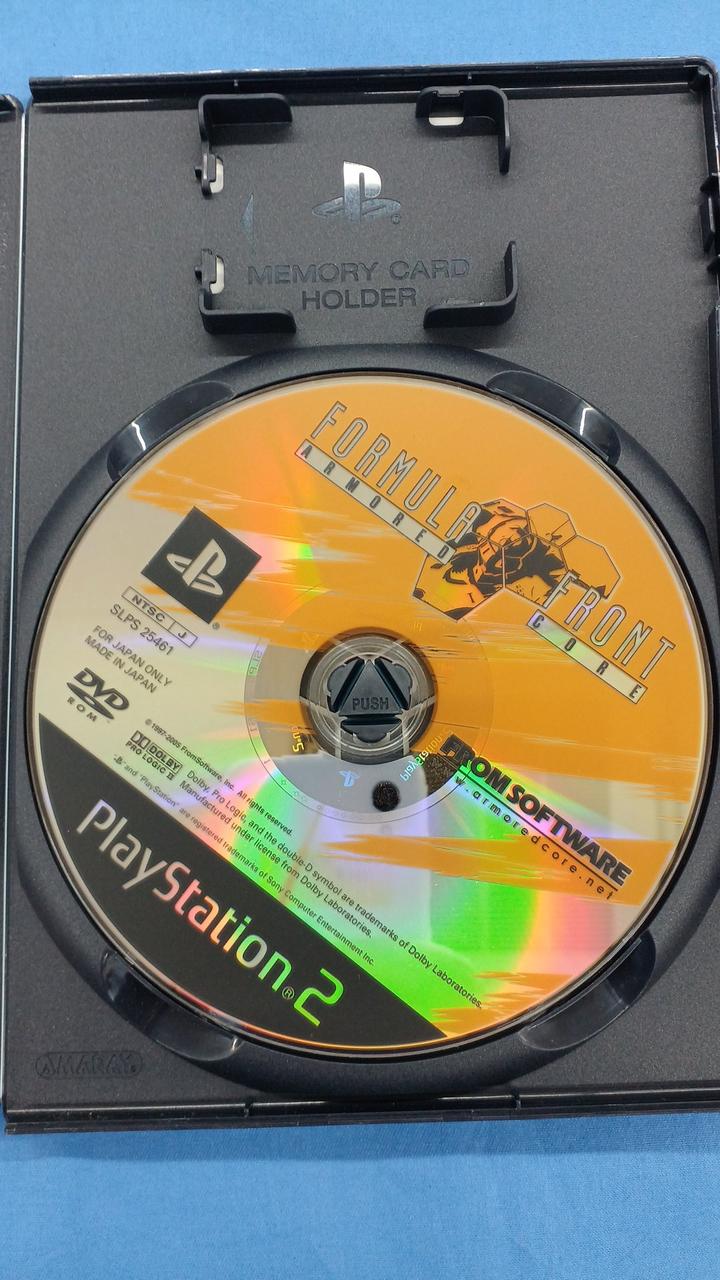 MEMORY CARD
HOLDER
FORMULA
ARMORED
FRONT
CORE
NTSC J
SLPS 25461
FOR JAPAN ONLY
MADE IN JAPAN
DVD
ROM
PUSH
FROMSOFTWARE
w.armoredcore.net
© 1997-2005 FromSoftware, Inc. All rights reserved.
DOLBY
PRO LOGIC II
Dolby, Pro Logic, and the double-D symbol are trademarks of Dolby Laboratories.
Manufactured under license from Dolby Laboratories.
and "PlayStation" are registered trademarks of Sony Computer Entertainment Inc.
PlayStation®2
AMARAY